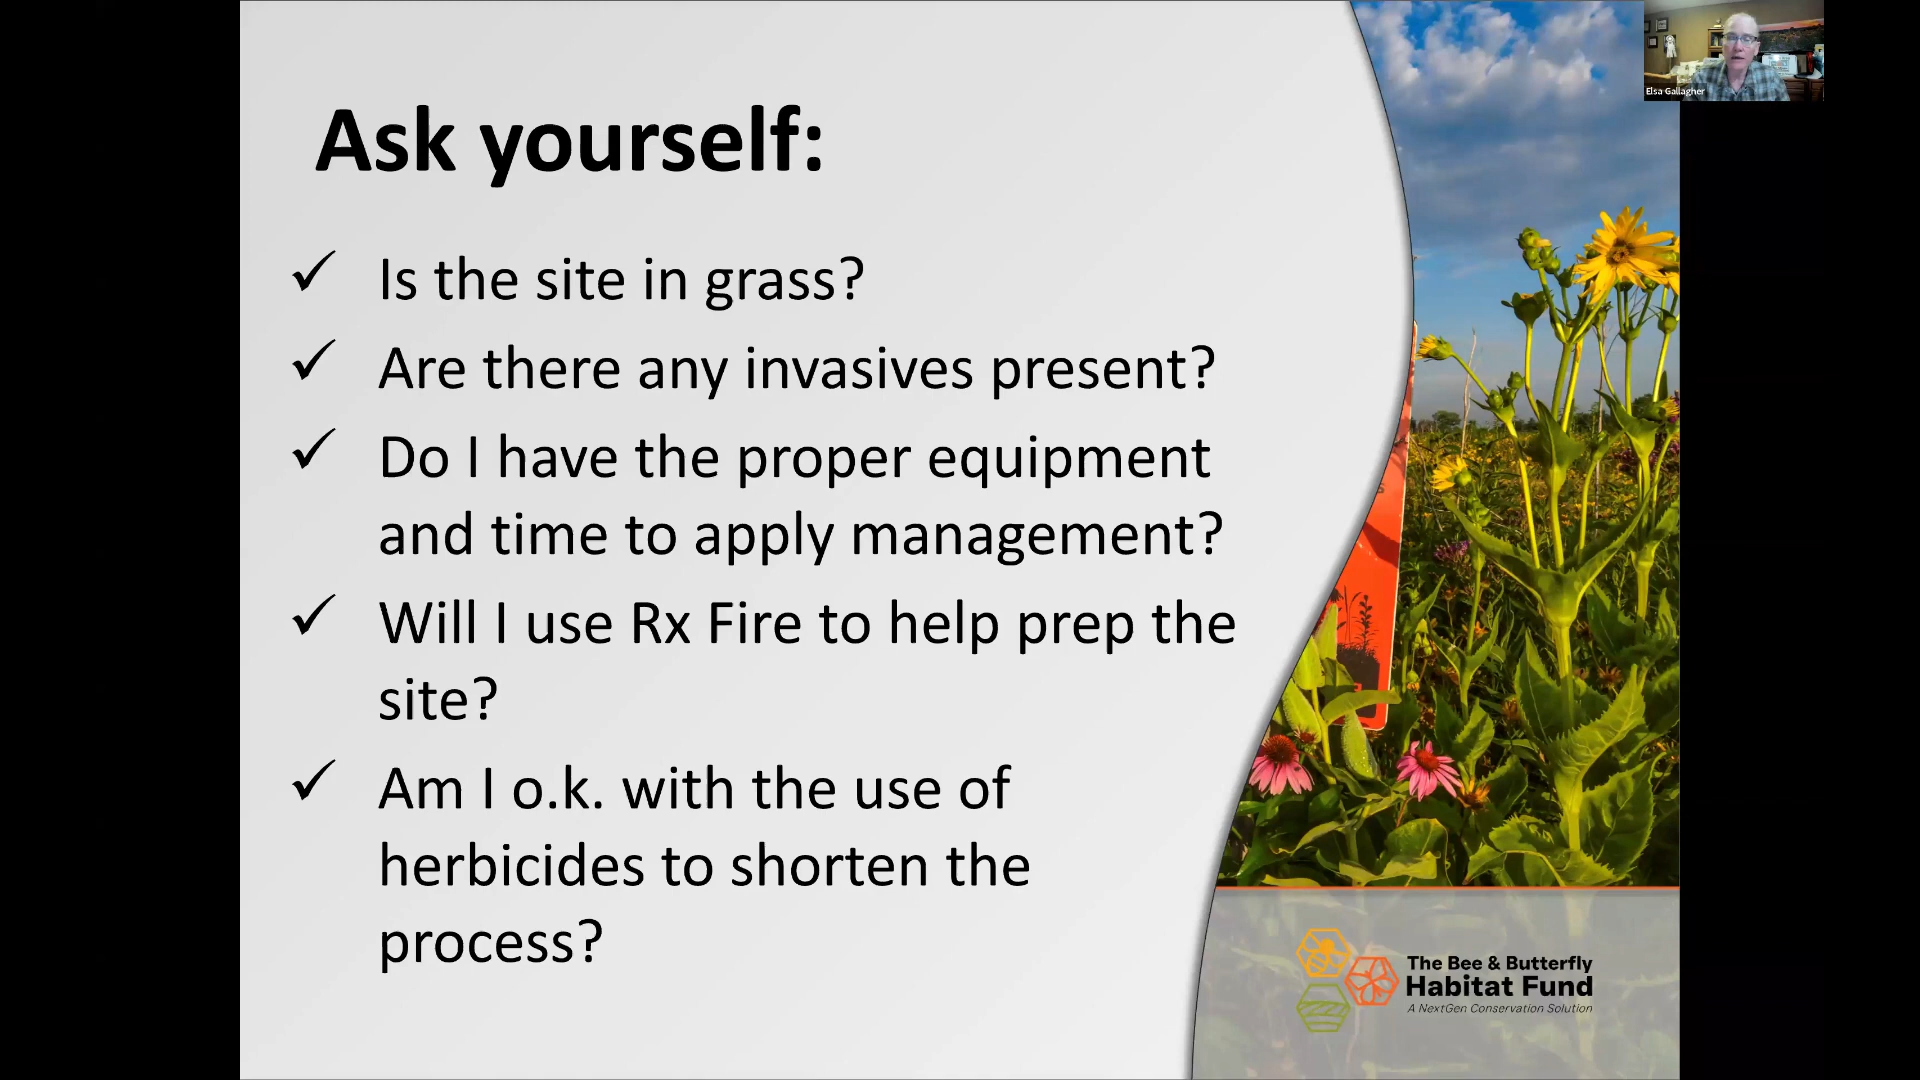 Elsa Gallagher
Ask yourself:
✓ Is the site in grass?
✓ Are there any invasives present?
✓ Do I have the proper equipment
and time to apply management?
✓ Will I use Rx Fire to help prep the
site?
✓ Am I o.k. with the use of
herbicides to shorten the
process?
The Bee & Butterfly
Habitat Fund
A NextGen Conservation Solution